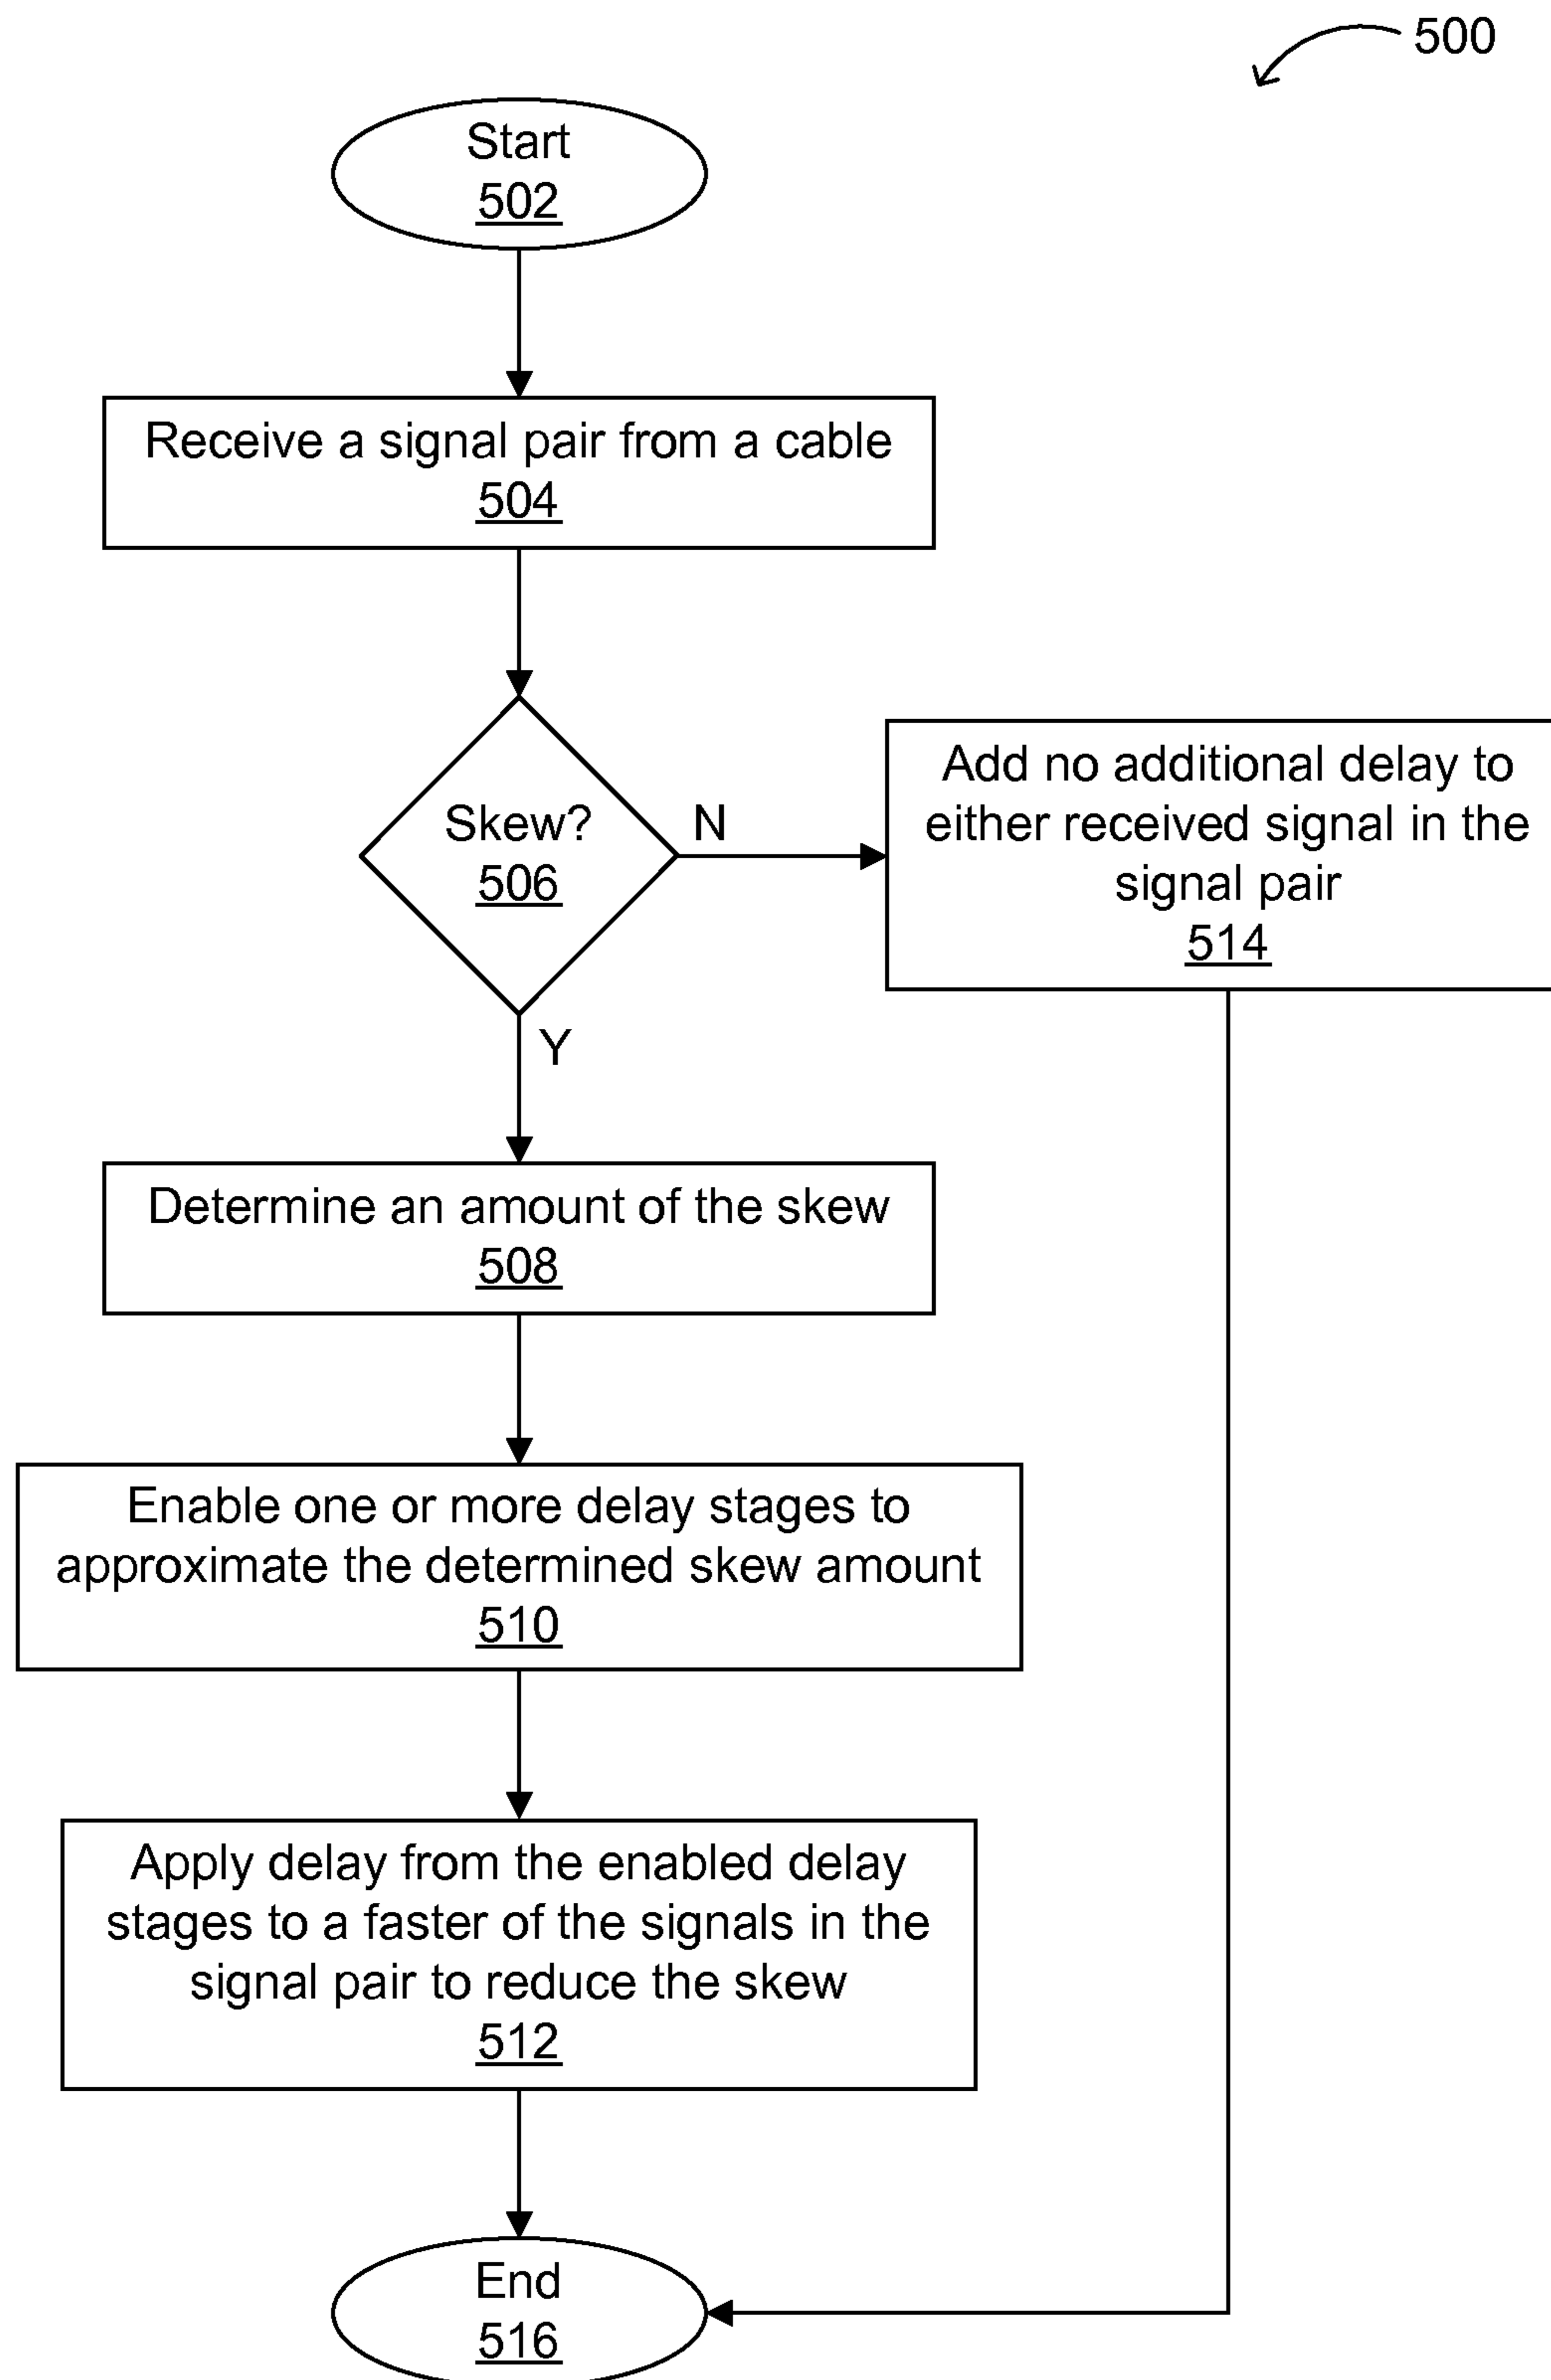 500
Start
502
Receive a signal pair from a cable
504
Skew?
506
N
Add no additional delay to
either received signal in the
signal pair
514
Y
Determine an amount of the skew
508
Enable one or more delay stages to
approximate the determined skew amount
510
Apply delay from the enabled delay
stages to a faster of the signals in the
signal pair to reduce the skew
512
End
516